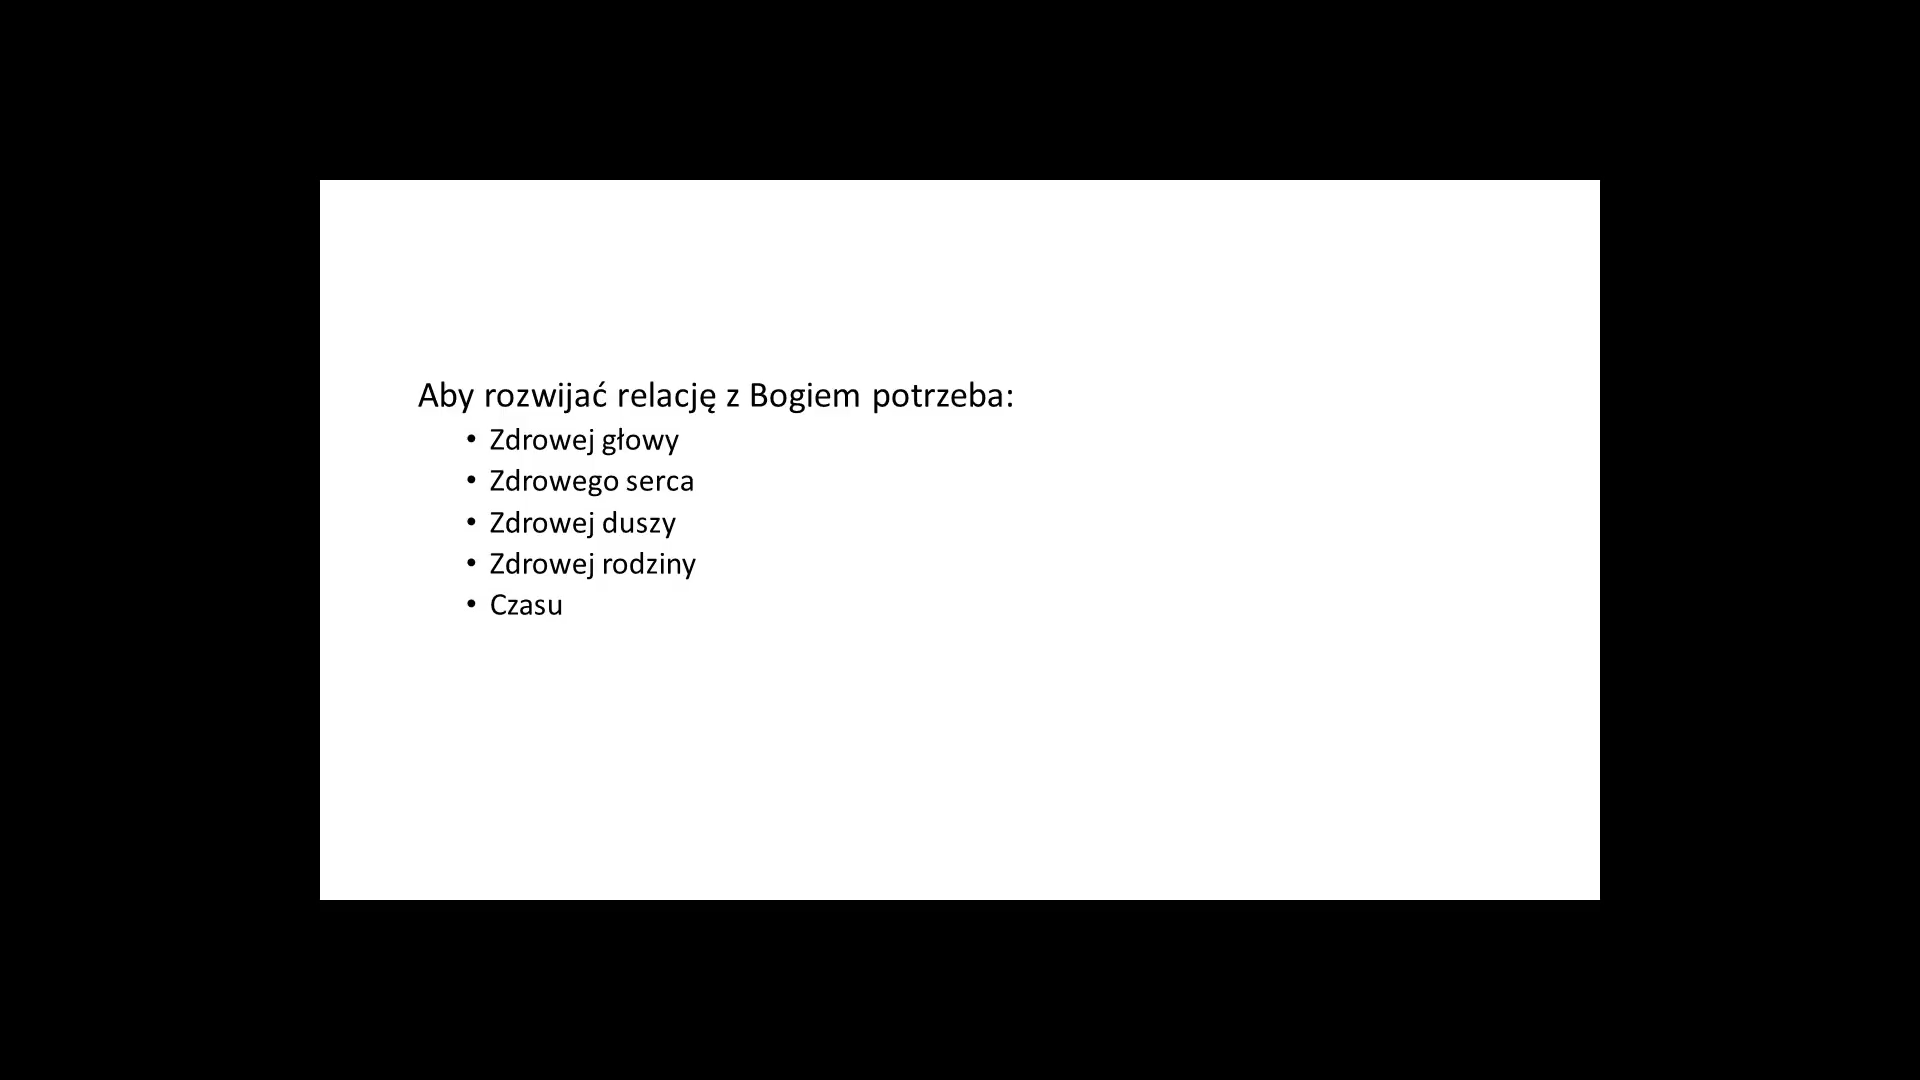 Aby rozwijać relację z Bogiem potrzeba:
• Zdrowej głowy
• Zdrowego serca
• Zdrowej duszy
• Zdrowej rodziny
• Czasu